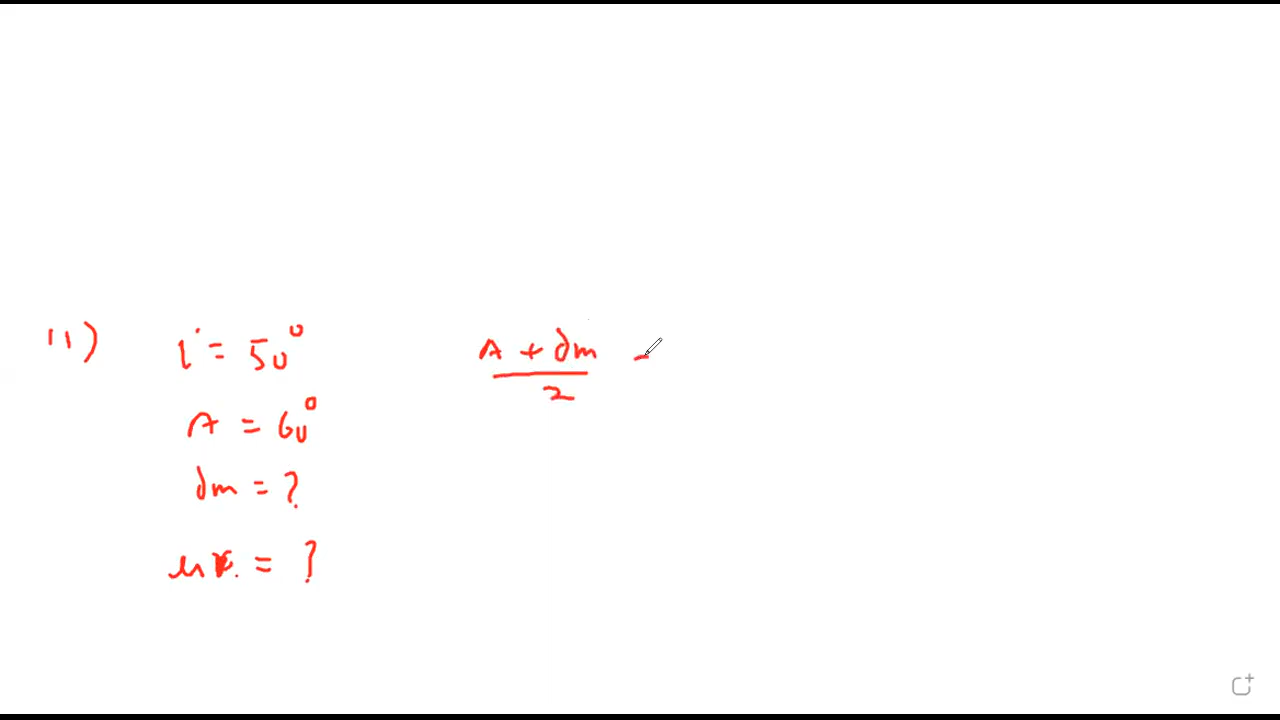 11) i = 50°
A = 60°
δm = ?
μ = ?
A + δm
2